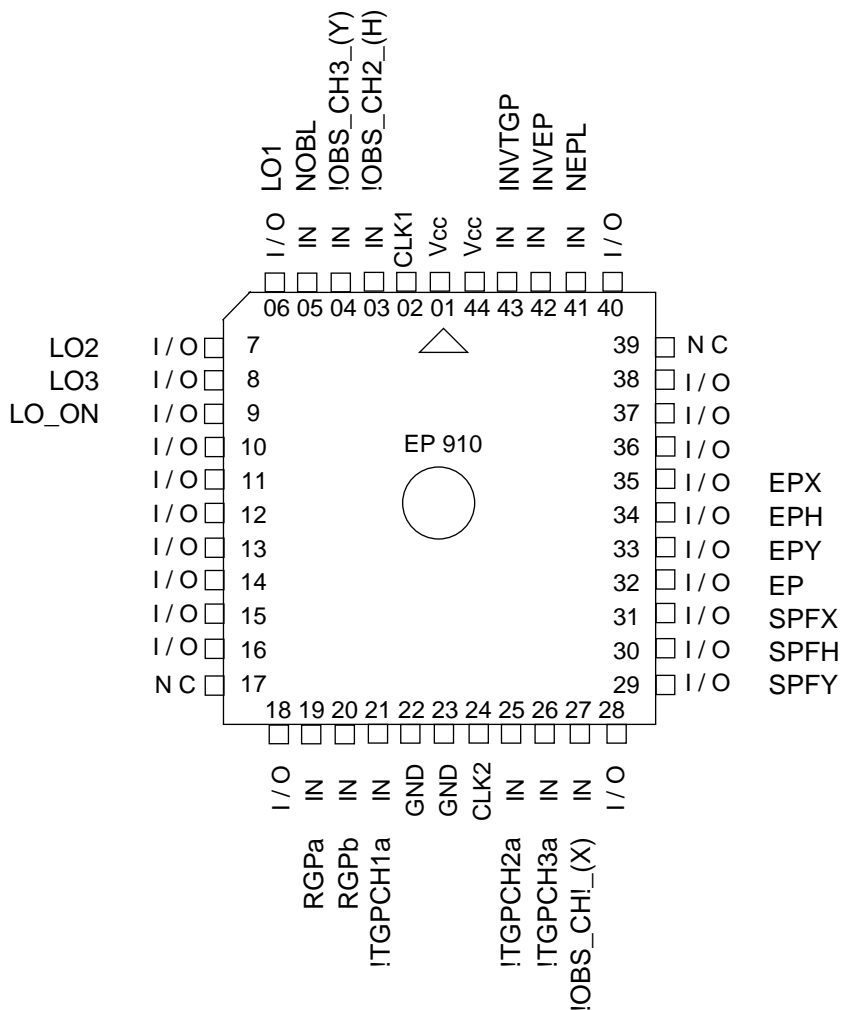 LO1 NOBL !OBS_CH3_(Y) !OBS_CH2_(H) INVTGP INVEP NEPL
I / O IN IN IN CLK1 Vcc Vcc IN IN IN I / O
06 05 04 03 02 01 44 43 42 41 40
LO2 I / O 7 39 N C
LO3 I / O 8 38 I / O
LO_ON I / O 9 37 I / O
I / O 10 EP 910 36 I / O
I / O 11 35 I / O EPX
I / O 12 34 I / O EPH
I / O 13 33 I / O EPY
I / O 14 32 I / O EP
I / O 15 31 I / O SPFX
I / O 16 30 I / O SPFH
N C 17 29 I / O SPFY
18 19 20 21 22 23 24 25 26 27 28
I / O IN IN IN GND GND CLK2 IN IN IN I / O
RGPa RGPb !TGPCH1a !TGPCH2a !TGPCH3a !OBS_CH!_(X)